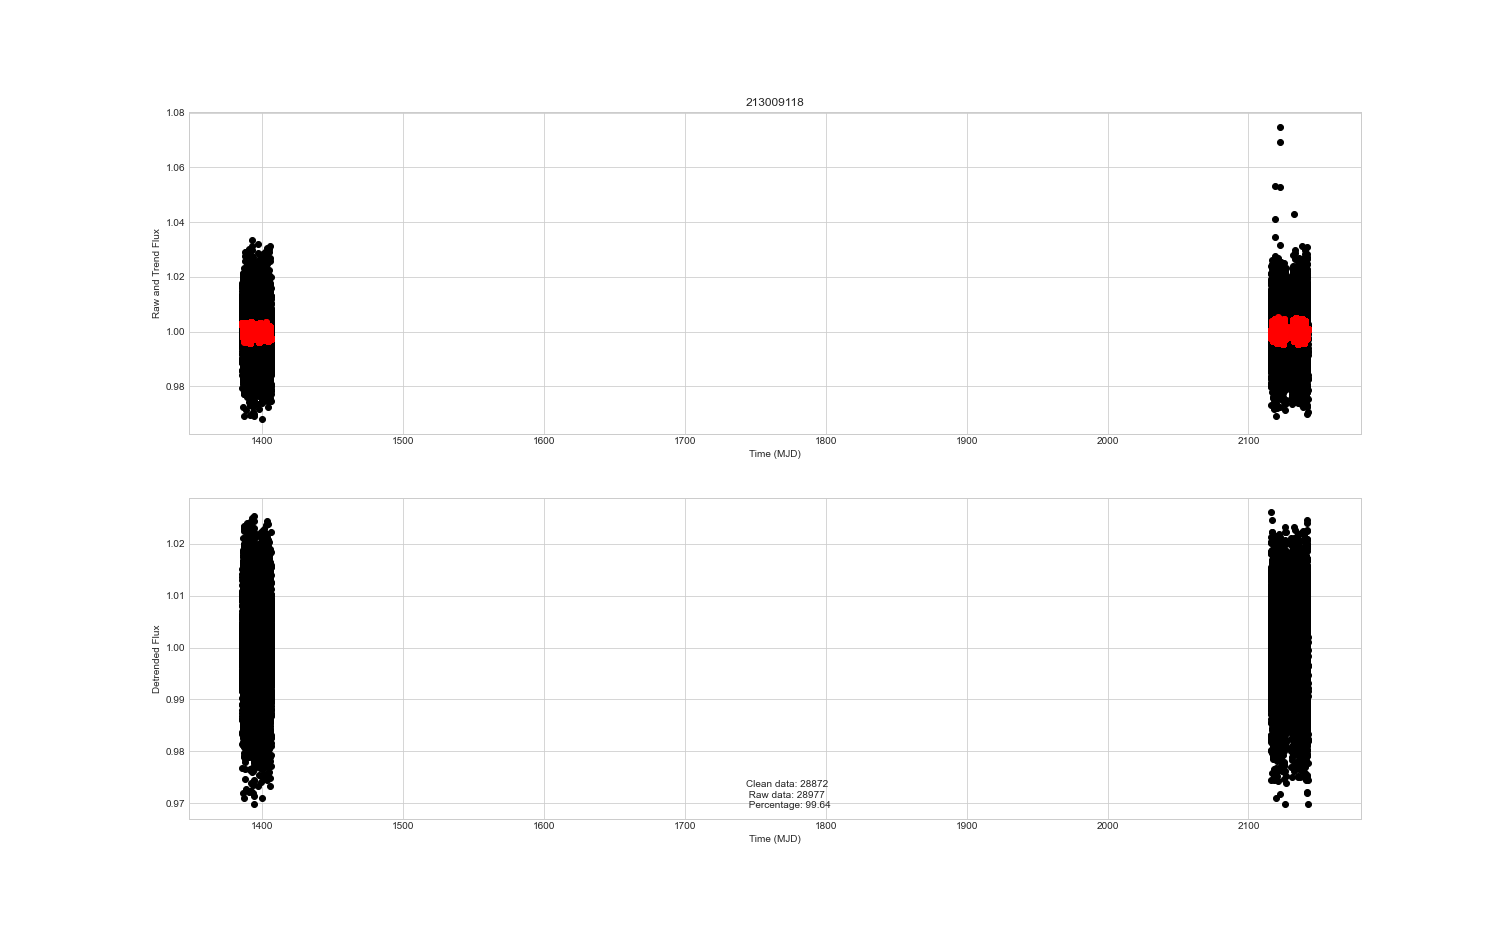 213009118
1.08
1.06
1.04
1.02
1.00
0.98
Raw and Trend Flux
1400 1500 1600 1700 1800 1900 2000 2100
Time (MJD)
1.02
1.01
1.00
0.99
0.98
0.97
Detrended Flux
Clean data: 28872
Raw data: 28977
Percentage: 99.64
1400 1500 1600 1700 1800 1900 2000 2100
Time (MJD)